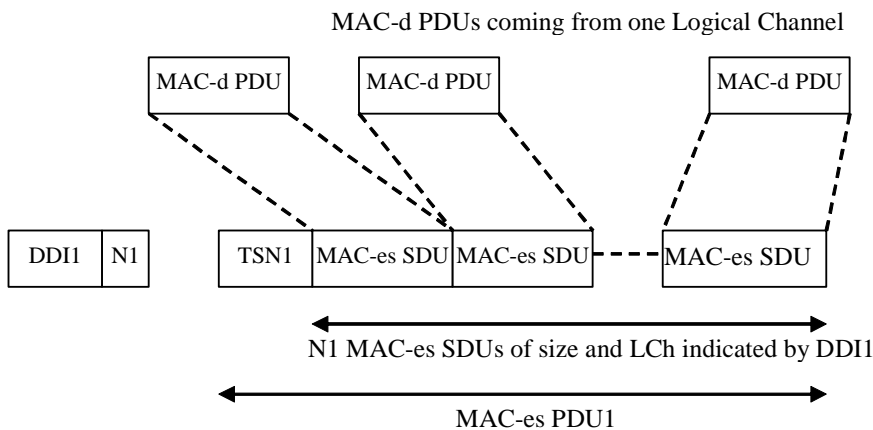 MAC-d PDUs coming from one Logical Channel
MAC-d PDU MAC-d PDU MAC-d PDU
DDI1 N1 TSN1 MAC-es SDU MAC-es SDU MAC-es SDU
N1 MAC-es SDUs of size and LCh indicated by DDI1
MAC-es PDU1